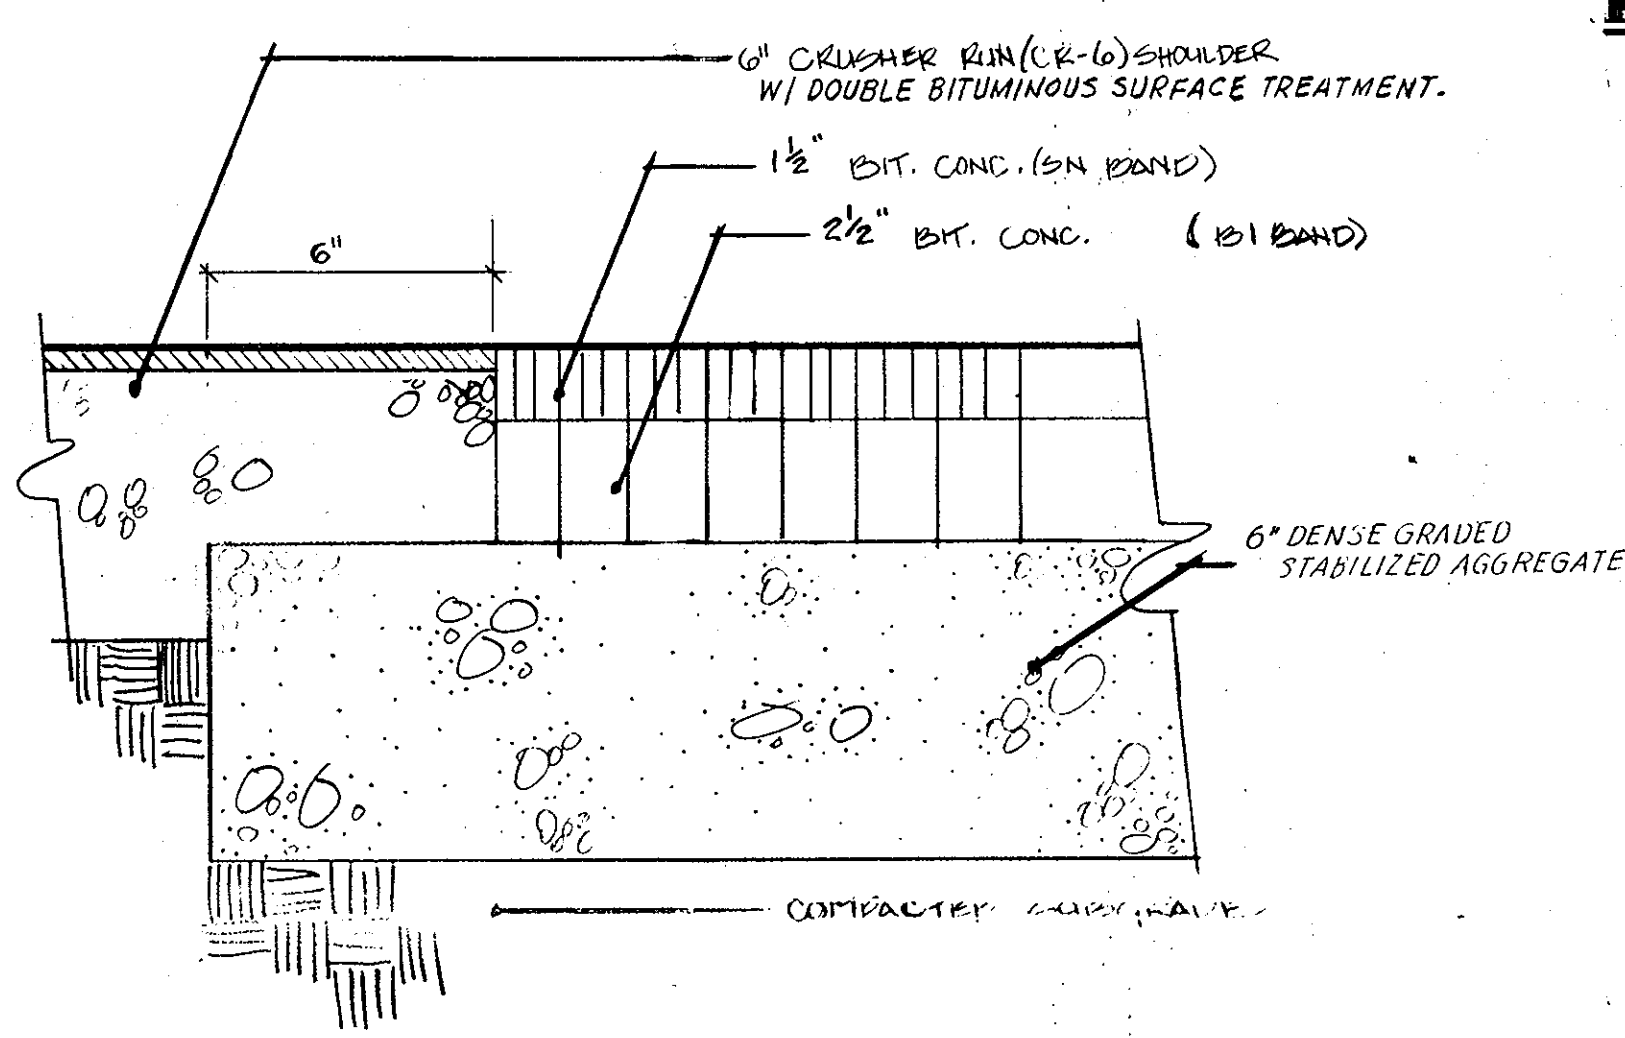 6" CRUSHER RUN (CR-6) SHOULDER
W/ DOUBLE BITUMINOUS SURFACE TREATMENT.
1½" BIT. CONC. (SN BAND)
2½" BIT. CONC. (BI BAND)
6"
6" DENSE GRADED
STABILIZED AGGREGATE
COMPACTED SUBGRADE